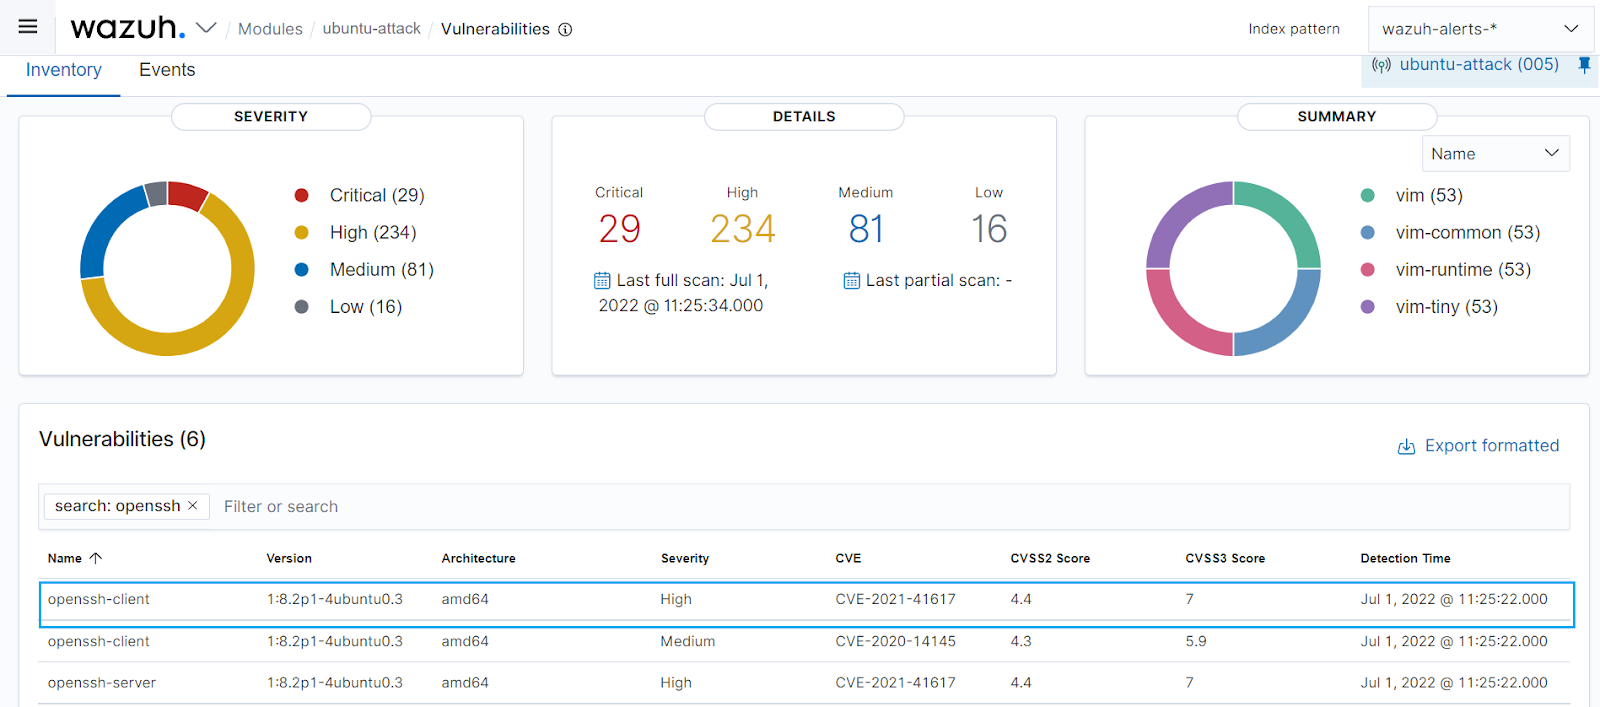 wazuh. / Modules / ubuntu-attack / Vulnerabilities
Index pattern
wazuh-alerts-*
Inventory
Events
ubuntu-attack (005)
SEVERITY
Critical (29)
High (234)
Medium (81)
Low (16)
DETAILS
Critical High Medium Low
29 234 81 16
Last full scan: Jul 1,
2022 @ 11:25:34.000
Last partial scan: -
SUMMARY
Name
vim (53)
vim-common (53)
vim-runtime (53)
vim-tiny (53)
Vulnerabilities (6)
Export formatted
search: openssh × Filter or search
Name ↑ Version Architecture Severity CVE CVSS2 Score CVSS3 Score Detection Time
openssh-client 1:8.2p1-4ubuntu0.3 amd64 High CVE-2021-41617 4.4 7 Jul 1, 2022 @ 11:25:22.000
openssh-client 1:8.2p1-4ubuntu0.3 amd64 Medium CVE-2020-14145 4.3 5.9 Jul 1, 2022 @ 11:25:22.000
openssh-server 1:8.2p1-4ubuntu0.3 amd64 High CVE-2021-41617 4.4 7 Jul 1, 2022 @ 11:25:22.000